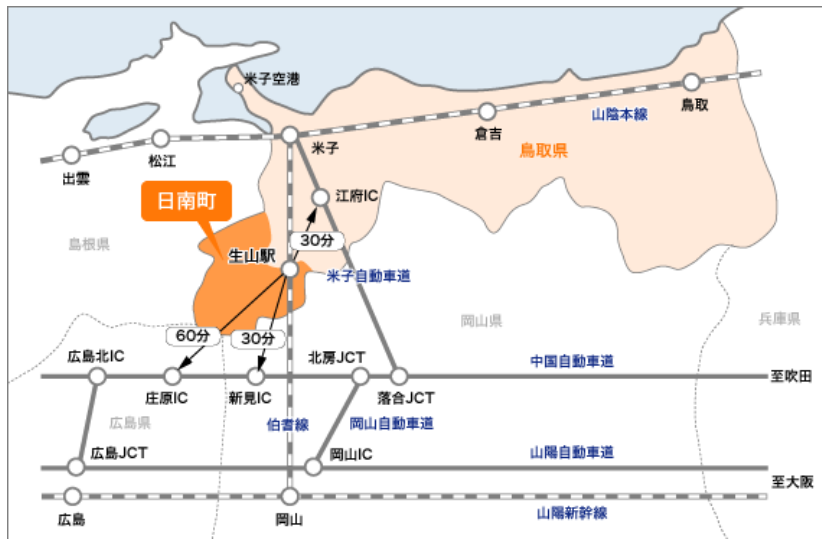 米子空港
鳥取
山陰本線
倉吉
米子
鳥取県
松江
出雲
日南町
江府IC
30分
島根県
生山駅
米子自動車道
岡山県
兵庫県
60分
30分
広島北IC
北房JCT
中国自動車道
至吹田
庄原IC
新見IC
落合JCT
広島県
伯耆線
岡山自動車道
広島JCT
岡山IC
山陽自動車道
至大阪
広島
岡山
山陽新幹線